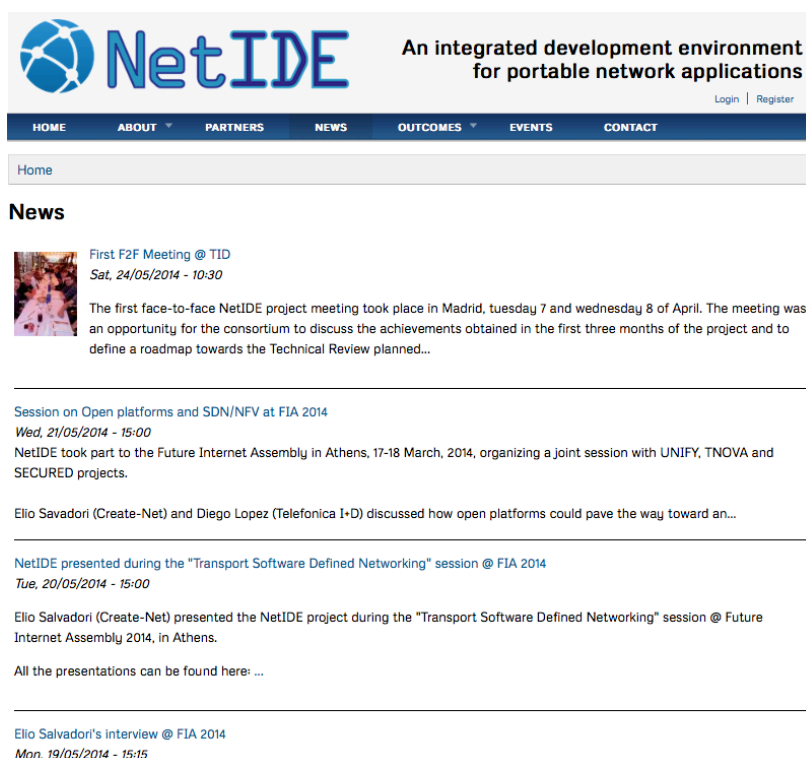 NetIDE
An integrated development environment
for portable network applications
Login | Register
HOME ABOUT PARTNERS NEWS OUTCOMES EVENTS CONTACT
Home
News
First F2F Meeting @ TID
Sat, 24/05/2014 - 10:30
The first face-to-face NetIDE project meeting took place in Madrid, tuesday 7 and wednesday 8 of April. The meeting was
an opportunity for the consortium to discuss the achievements obtained in the first three months of the project and to
define a roadmap towards the Technical Review planned...
Session on Open platforms and SDN/NFV at FIA 2014
Wed, 21/05/2014 - 15:00
NetIDE took part to the Future Internet Assembly in Athens, 17-18 March, 2014, organizing a joint session with UNIFY, TNOVA and
SECURED projects.
Elio Savadori (Create-Net) and Diego Lopez (Telefonica I+D) discussed how open platforms could pave the way toward an...
NetIDE presented during the "Transport Software Defined Networking" session @ FIA 2014
Tue, 20/05/2014 - 15:00
Elio Salvadori (Create-Net) presented the NetIDE project during the "Transport Software Defined Networking" session @ Future
Internet Assembly 2014, in Athens.
All the presentations can be found here: ...
Elio Salvadori's interview @ FIA 2014
Mon, 19/05/2014 - 15:15